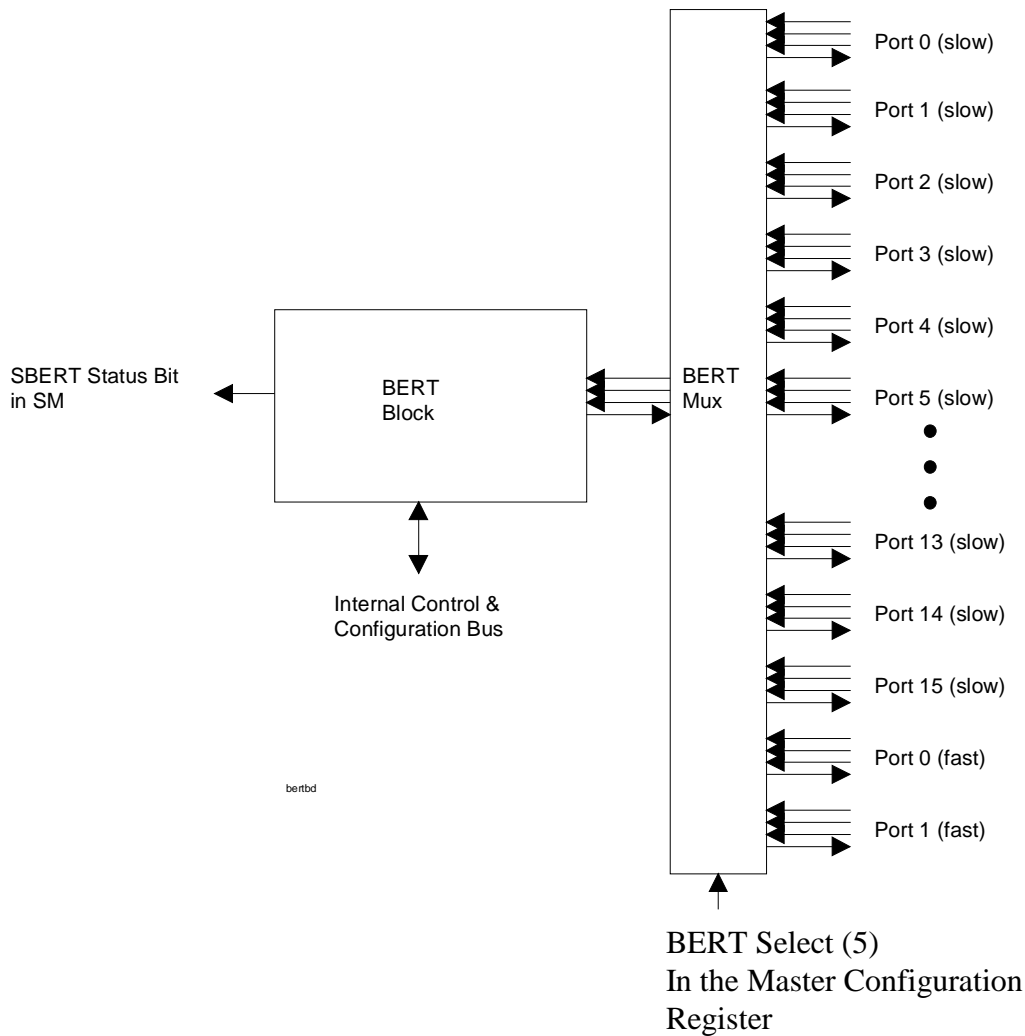 Port 0 (slow)
Port 1 (slow)
Port 2 (slow)
Port 3 (slow)
Port 4 (slow)
SBERT Status Bit
in SM
BERT
Block
BERT
Mux
Port 5 (slow)
Port 13 (slow)
Internal Control &
Configuration Bus
Port 14 (slow)
Port 15 (slow)
Port 0 (fast)
bertbd
Port 1 (fast)
BERT Select (5)
In the Master Configuration
Register